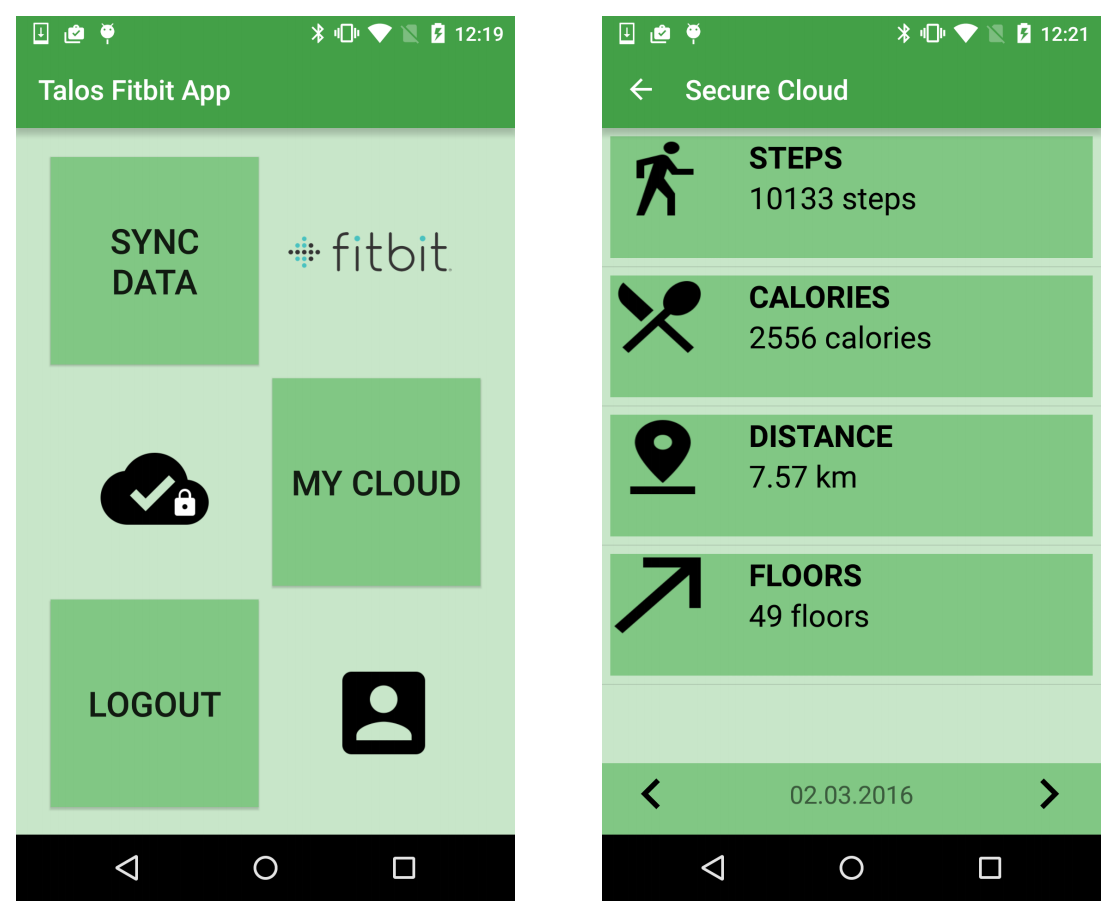 12:19
Talos Fitbit App
SYNC
DATA
fitbit
MY CLOUD
LOGOUT
12:21
Secure Cloud
STEPS
10133 steps
CALORIES
2556 calories
DISTANCE
7.57 km
FLOORS
49 floors
02.03.2016